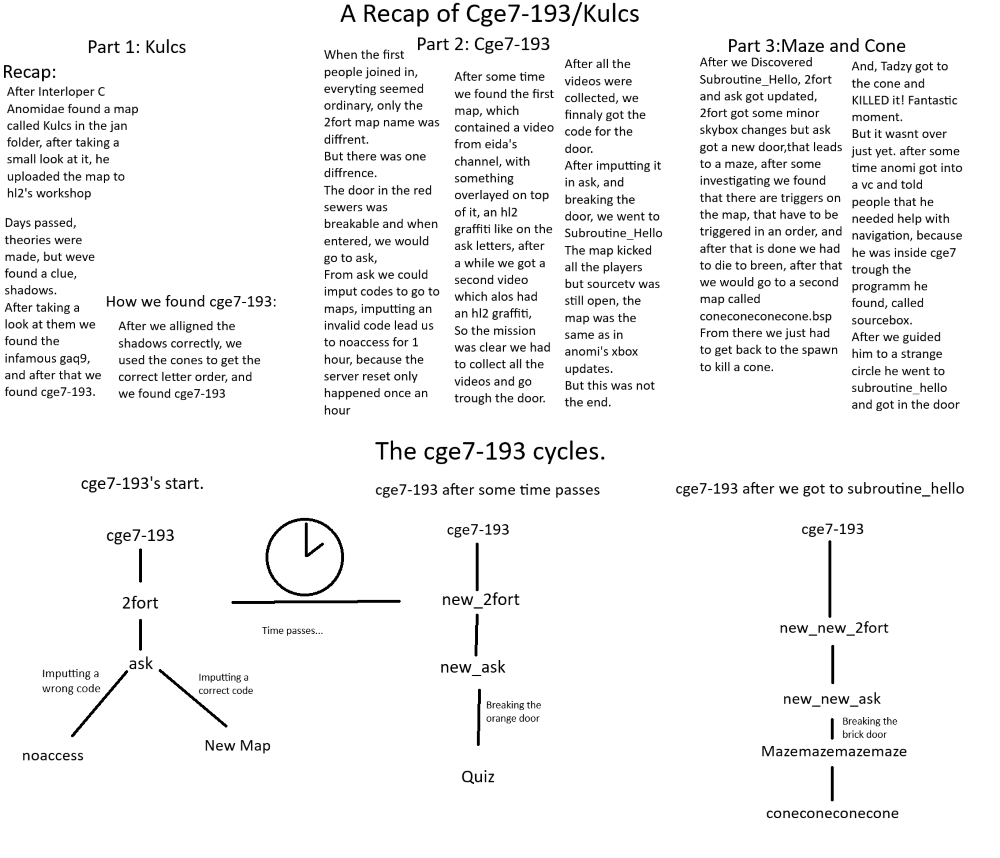 A Recap of Cge7-193/Kulcs
Part 1: Kulcs
Recap:
After Interloper C
Anomidae found a map
called Kulcs in the jan
folder, after taking a
small look at it, he
uploaded the map to
hl2's workshop
Days passed,
theories were
made, but weve
found a clue,
shadows.
After taking a
look at them we
found the
infamous gaq9,
and after that we
found cge7-193.
How we found cge7-193:
After we alligned the
shadows correctly, we
used the cones to get the
correct letter order, and
we found cge7-193
Part 2: Cge7-193
When the first
people joined in,
everyting seemed
ordinary, only the
2fort map name was
diffrent.
But there was one
diffrence.
The door in the red
sewers was
breakable and when
entered, we would
go to ask,
From ask we could
imput codes to go to
maps, imputting an
invalid code lead us
to noaccess for 1
hour, because the
server reset only
happened once an
hour
After some time
we found the first
map, which
contained a video
from eida's
channel, with
something
overlayed on top
of it, an hl2
graffiti like on the
ask letters, after
a while we got a
second video
which alos had
an hl2 graffiti,
So the mission
was clear we had
to collect all the
videos and go
trough the door.
After all the
videos were
collected, we
finnaly got the
code for the
door.
After imputting it
in ask, and
breaking the
door, we went to
Subroutine_Hello
The map kicked
all the players
but sourcetv was
still open, the
map was the
same as in
anomi's xbox
updates.
But this was not
the end.
Part 3:Maze and Cone
After we Discovered
Subroutine_Hello, 2fort
and ask got updated,
2fort got some minor
skybox changes but ask
got a new door,that leads
to a maze, after some
investigating we found
that there are triggers on
the map, that have to be
triggered in an order, and
after that is done we had
to die to breen, after that
we would go to a second
map called
coneconeconecone.bsp
From there we just had
to get back to the spawn
to kill a cone.
And, Tadzy got to
the cone and
KILLED it! Fantastic
moment.
But it wasnt over
just yet. after some
time anomi got into
a vc and told
people that he
needed help with
navigation, because
he was inside cge7
trough the
programm he
found, called
sourcebox.
After we guided
him to a strange
circle he went to
subroutine_hello
and got in the door
The cge7-193 cycles.
cge7-193's start.
cge7-193
2fort
ask
Imputting a
wrong code
Imputting a
correct code
noaccess
New Map
Time passes...
cge7-193 after some time passes
cge7-193
new_2fort
new_ask
Breaking the
orange door
Quiz
cge7-193 after we got to subroutine_hello
cge7-193
new_new_2fort
new_new_ask
Breaking the
brick door
Mazemazemazemaze
coneconeconecone